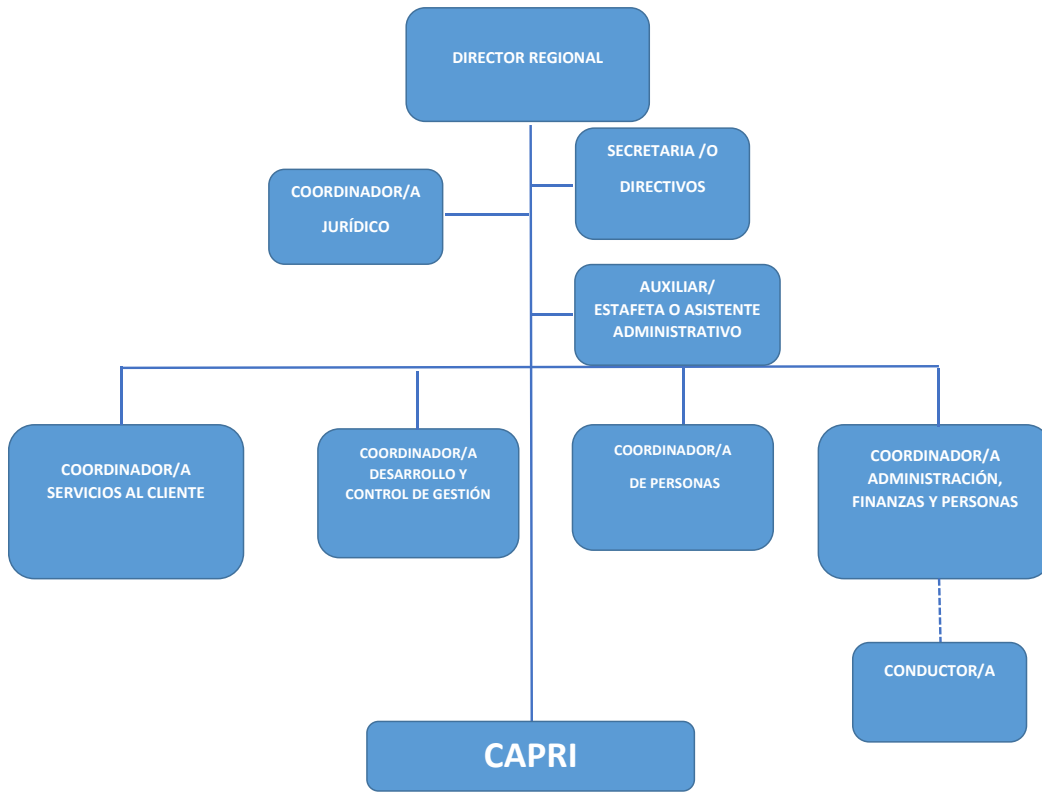 DIRECTOR REGIONAL
SECRETARIA /O
DIRECTIVOS
COORDINADOR/A
JURÍDICO
AUXILIAR/
ESTAFETA O ASISTENTE
ADMINISTRATIVO
COORDINADOR/A
SERVICIOS AL CLIENTE
COORDINADOR/A
DESARROLLO Y
CONTROL DE GESTIÓN
COORDINADOR/A
DE PERSONAS
COORDINADOR/A
ADMINISTRACIÓN,
FINANZAS Y PERSONAS
CONDUCTOR/A
CAPRI